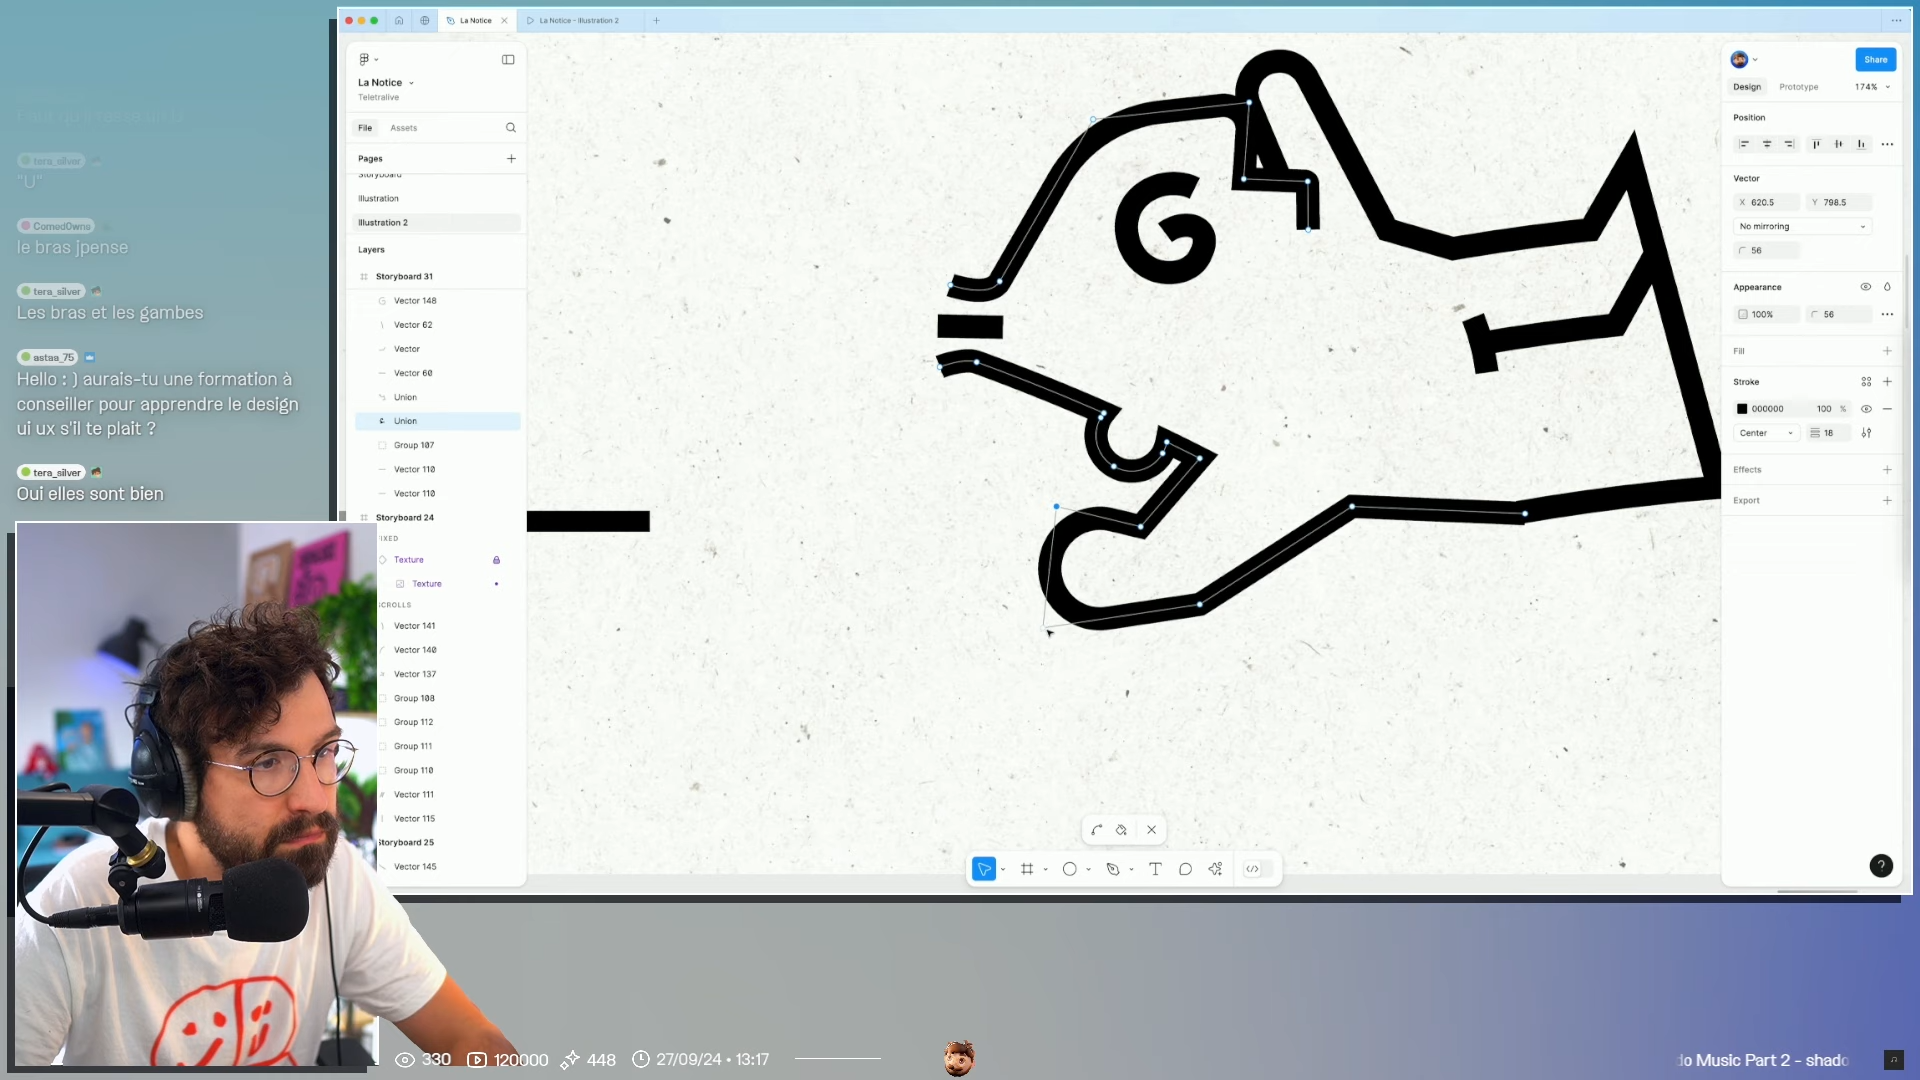 La Notice
La Notice - Illustration 2
tera_silver
"U"
ComedOwns
le bras jpense
tera_silver
Les bras et les gambes
astaa_75
Hello : ) aurais-tu une formation à
conseiller pour apprendre le design
ui ux s'il te plait ?
tera_silver
Oui elles sont bien
La Notice
Teletralive
File
Assets
Pages
Storyboard
Illustration
Illustration 2
Layers
Storyboard 31
Vector 148
Vector 62
Vector
Vector 60
Union
Union
Group 107
Vector 110
Vector 110
Storyboard 24
IXED
Texture
Texture
SCROLLS
Vector 141
Vector 140
Vector 137
Group 108
Group 112
Group 111
Group 110
Vector 111
Vector 115
Storyboard 25
Vector 145
Share
Design
Prototype
174%
Position
Vector
X 620.5
Y 798.5
No mirroring
56
Appearance
100%
56
Fill
Stroke
000000
100 %
Center
18
Effects
Export
?
330
120000
448
27/09/24 • 13:17
do Music Part 2 - shado